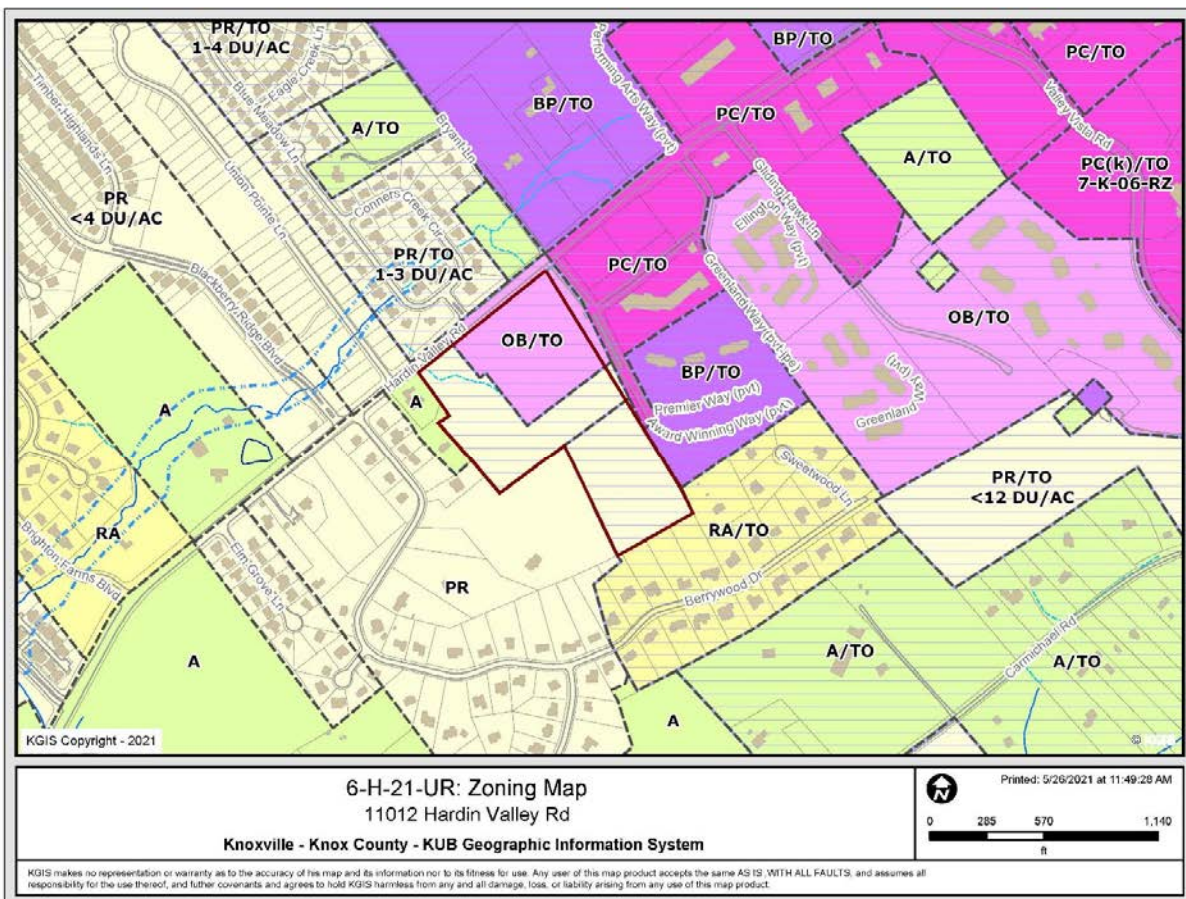 PR/TO
1-4 DU/AC
Eagle Creek Ln
Blue Meadow Ln
Timber Highlands Ln
Union Pointe Ln
A/TO
Bryant Ln
BP/TO
Performing Arts Way (pvt)
BP/TO
PC/TO
PC/TO
Valley Vista Rd
A/TO
PC(k)/TO
7-K-06-RZ
PR
<4 DU/AC
Conners Creek Cir
PR/TO
1-3 DU/AC
Gliding Hawk Ln
Ellington Way (pvt)
PC/TO
Greenland Way (pvt-jpe)
Blackberry Ridge Blvd
Hardin Valley Rd
OB/TO
OB/TO
BP/TO
Premier Way (pvt)
Award Winning Way (pvt)
Greenland
Way (pvt)
A
A
Sweetwood Ln
PR/TO
<12 DU/AC
RA
RA/TO
Brighton Farms Blvd
Elm Grove Ln
PR
Berrywood Dr
A
A/TO
Carmichael Rd
A/TO
A
KGIS Copyright - 2021
© KGIS
6-H-21-UR: Zoning Map
11012 Hardin Valley Rd
Knoxville - Knox County - KUB Geographic Information System
N
Printed: 5/26/2021 at 11:49:28 AM
0 285 570 1,140
ft
KGIS makes no representation or warranty as to the accuracy of his map and its information nor to its fitness for use. Any user of this map product accepts the same AS IS ,WITH ALL FAULTS, and assumes all
responsibility for the use thereof, and futher covenants and agrees to hold KGIS harmless from any and all damage, loss, or liability arising from any use of this map product.